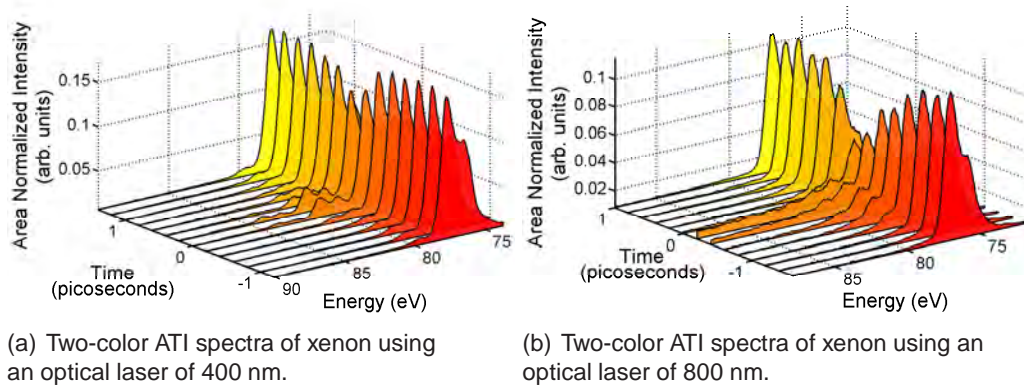 Area Normalized Intensity
(arb. units)
0.15
0.1
0.05
1
0
-1
Time
(picoseconds)
90
85
80
75
Energy (eV)
(a) Two-color ATI spectra of xenon using
an optical laser of 400 nm.
Area Normalized Intensity
(arb. units)
0.1
0.08
0.06
0.04
0.02
1
0
-1
Time
(picoseconds)
85
80
75
Energy (eV)
(b) Two-color ATI spectra of xenon using an
optical laser of 800 nm.